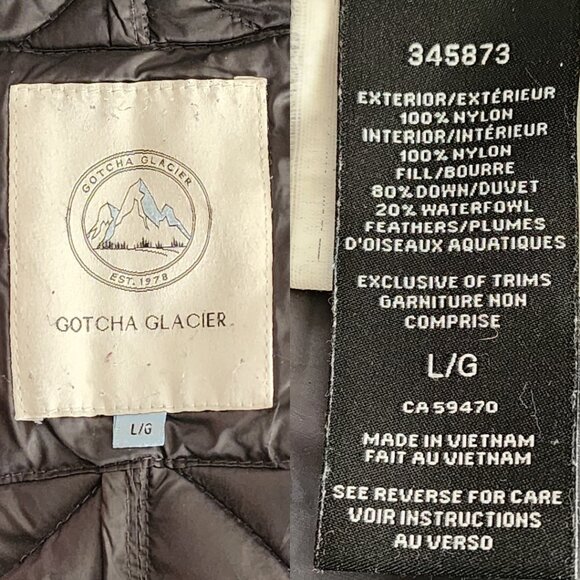 GOTCHA GLACIER
EST. 1978
GOTCHA GLACIER
L/G
345873
EXTERIOR/EXTÉRIEUR
100% NYLON
INTERIOR/INTÉRIEUR
100% NYLON
FILL/BOURRE
80% DOWN/DUVET
20% WATERFOWL
FEATHERS/PLUMES
D'OISEAUX AQUATIQUES
EXCLUSIVE OF TRIMS
GARNITURE NON
COMPRISE
L/G
CA 59470
MADE IN VIETNAM
FAIT AU VIETNAM
SEE REVERSE FOR CARE
VOIR INSTRUCTIONS
AU VERSO